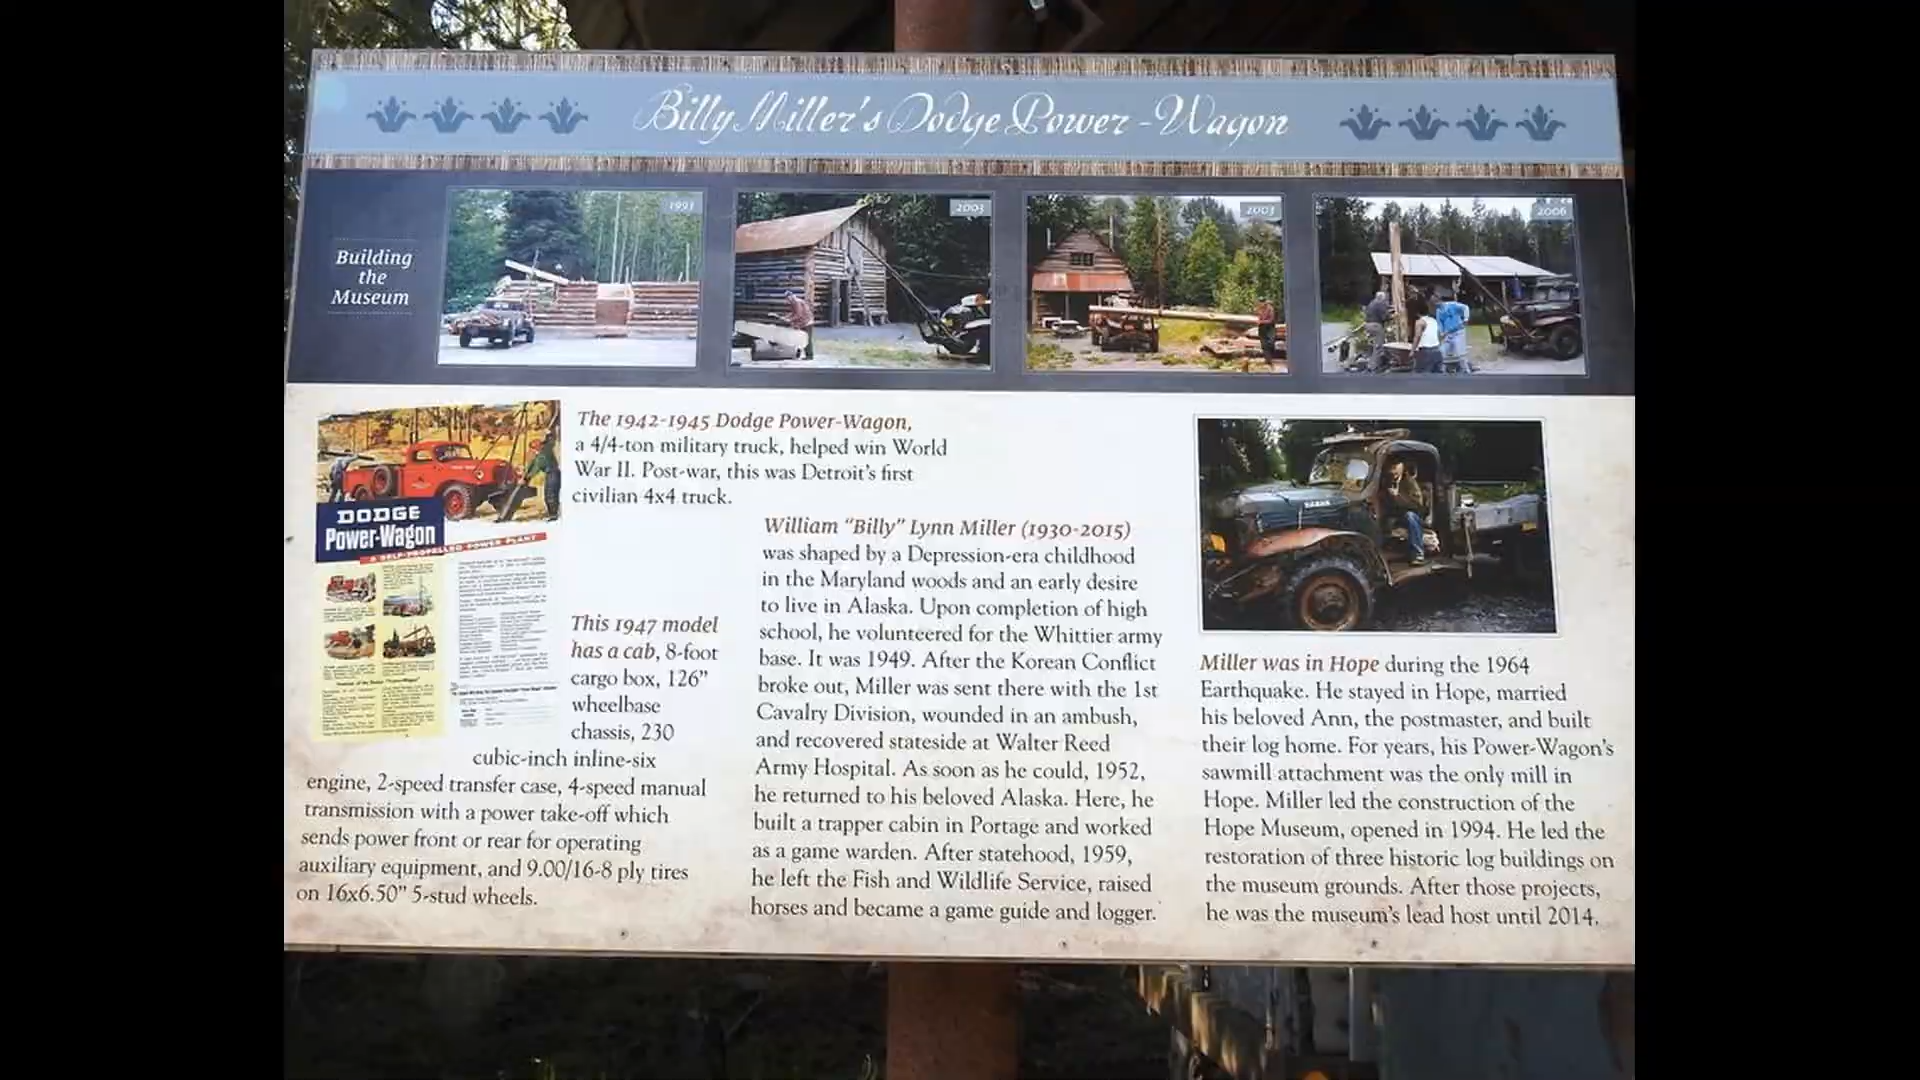 Billy Miller's Dodge Power-Wagon
Building
the
Museum
1993
2003
2003
2006
DODGE
Power-Wagon
A SELF-PROPELLED POWER PLANT
The 1942-1945 Dodge Power-Wagon,
a 4/4-ton military truck, helped win World
War II. Post-war, this was Detroit's first
civilian 4x4 truck.
This 1947 model
has a cab, 8-foot
cargo box, 126”
wheelbase
chassis, 230
cubic-inch inline-six
engine, 2-speed transfer case, 4-speed manual
transmission with a power take-off which
sends power front or rear for operating
auxiliary equipment, and 9.00/16-8 ply tires
on 16x6.50” 5-stud wheels.
William “Billy” Lynn Miller (1930-2015)
was shaped by a Depression-era childhood
in the Maryland woods and an early desire
to live in Alaska. Upon completion of high
school, he volunteered for the Whittier army
base. It was 1949. After the Korean Conflict
broke out, Miller was sent there with the 1st
Cavalry Division, wounded in an ambush,
and recovered stateside at Walter Reed
Army Hospital. As soon as he could, 1952,
he returned to his beloved Alaska. Here, he
built a trapper cabin in Portage and worked
as a game warden. After statehood, 1959,
he left the Fish and Wildlife Service, raised
horses and became a game guide and logger.
Miller was in Hope during the 1964
Earthquake. He stayed in Hope, married
his beloved Ann, the postmaster, and built
their log home. For years, his Power-Wagon's
sawmill attachment was the only mill in
Hope. Miller led the construction of the
Hope Museum, opened in 1994. He led the
restoration of three historic log buildings on
the museum grounds. After those projects,
he was the museum's lead host until 2014.